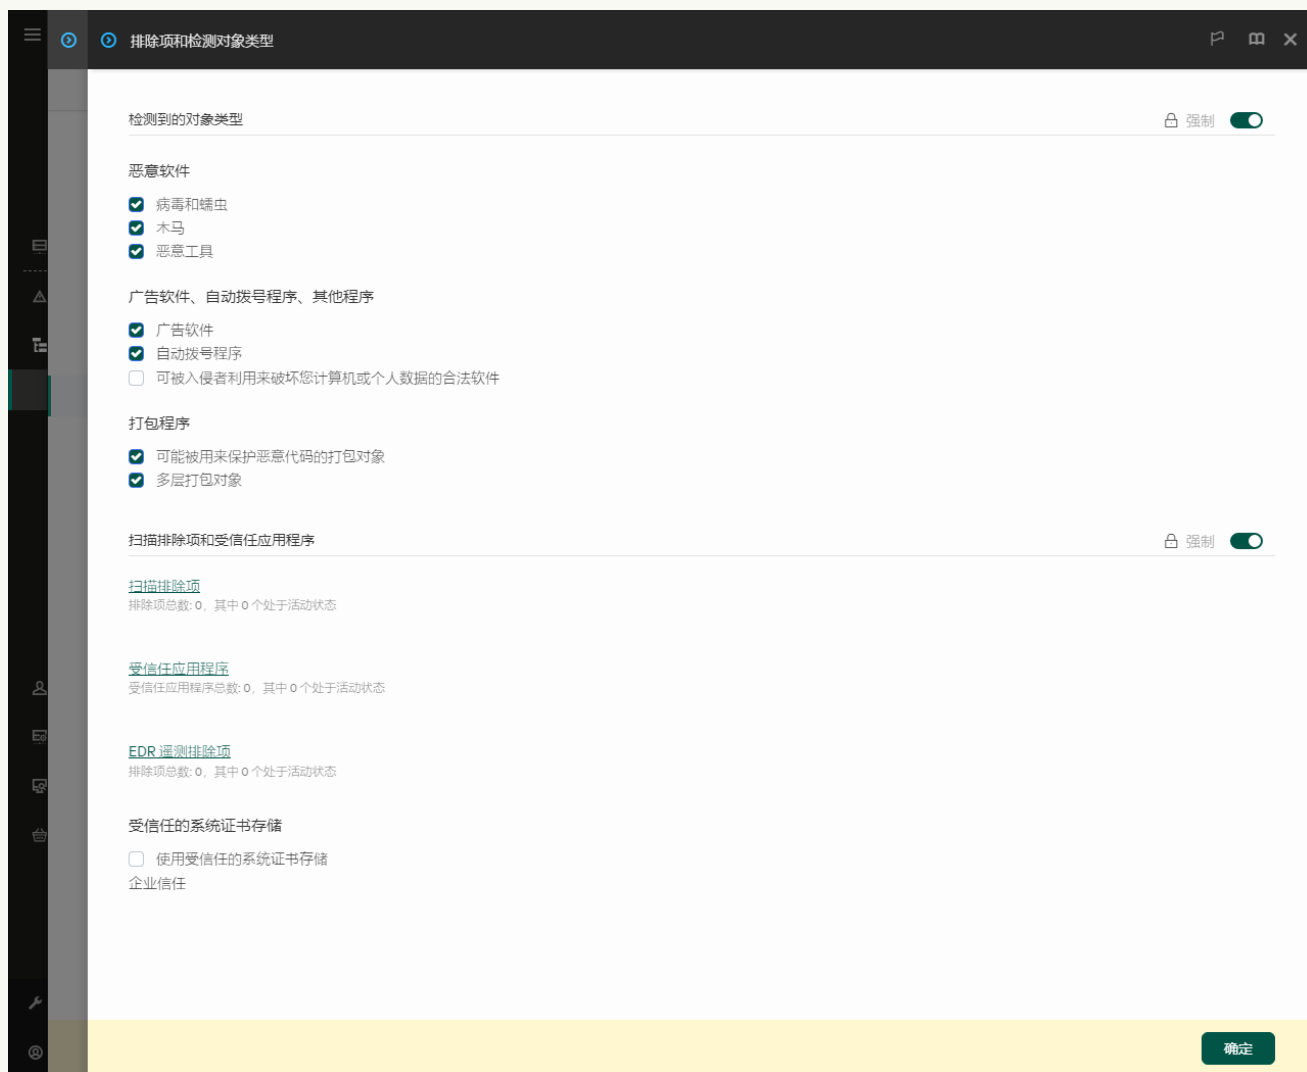 排除项和检测对象类型
检测到的对象类型
强制
恶意软件
病毒和蠕虫
木马
恶意工具
广告软件、自动拨号程序、其他程序
广告软件
自动拨号程序
可被入侵者利用来破坏您计算机或个人数据的合法软件
打包程序
可能被用来保护恶意代码的打包对象
多层打包对象
扫描排除项和受信任应用程序
强制
扫描排除项
排除项总数: 0，其中 0 个处于活动状态
受信任应用程序
受信任应用程序总数: 0，其中 0 个处于活动状态
EDR 遥测排除项
排除项总数: 0，其中 0 个处于活动状态
受信任的系统证书存储
使用受信任的系统证书存储
企业信任
确定